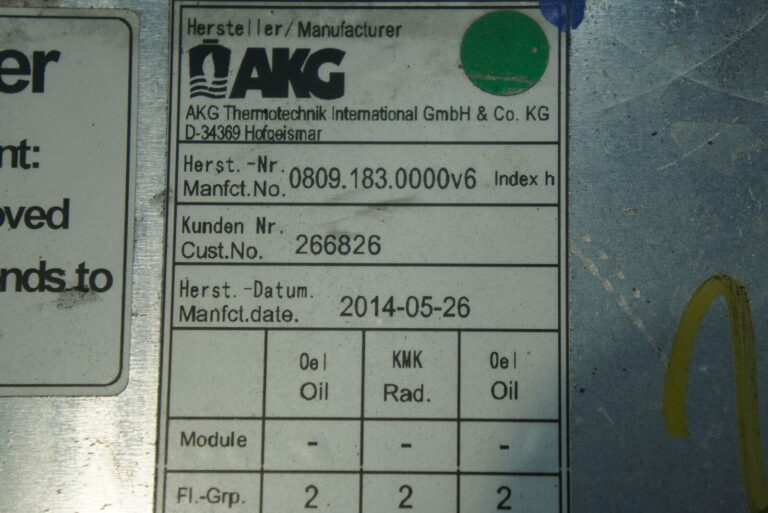 er
nt:
oved
nds to
Hersteller/Manufacturer
AKG
AKG Thermotechnik International GmbH & Co. KG
D-34369 Hofgeismar
Herst.-Nr.
Manfct.No. 0809.183.0000v6 Index h
Kunden Nr.
Cust.No. 266826
Herst.-Datum.
Manfct.date. 2014-05-26
Oel KMK Oel
Oil Rad. Oil
Module - - -
Fl.-Grp. 2 2 2